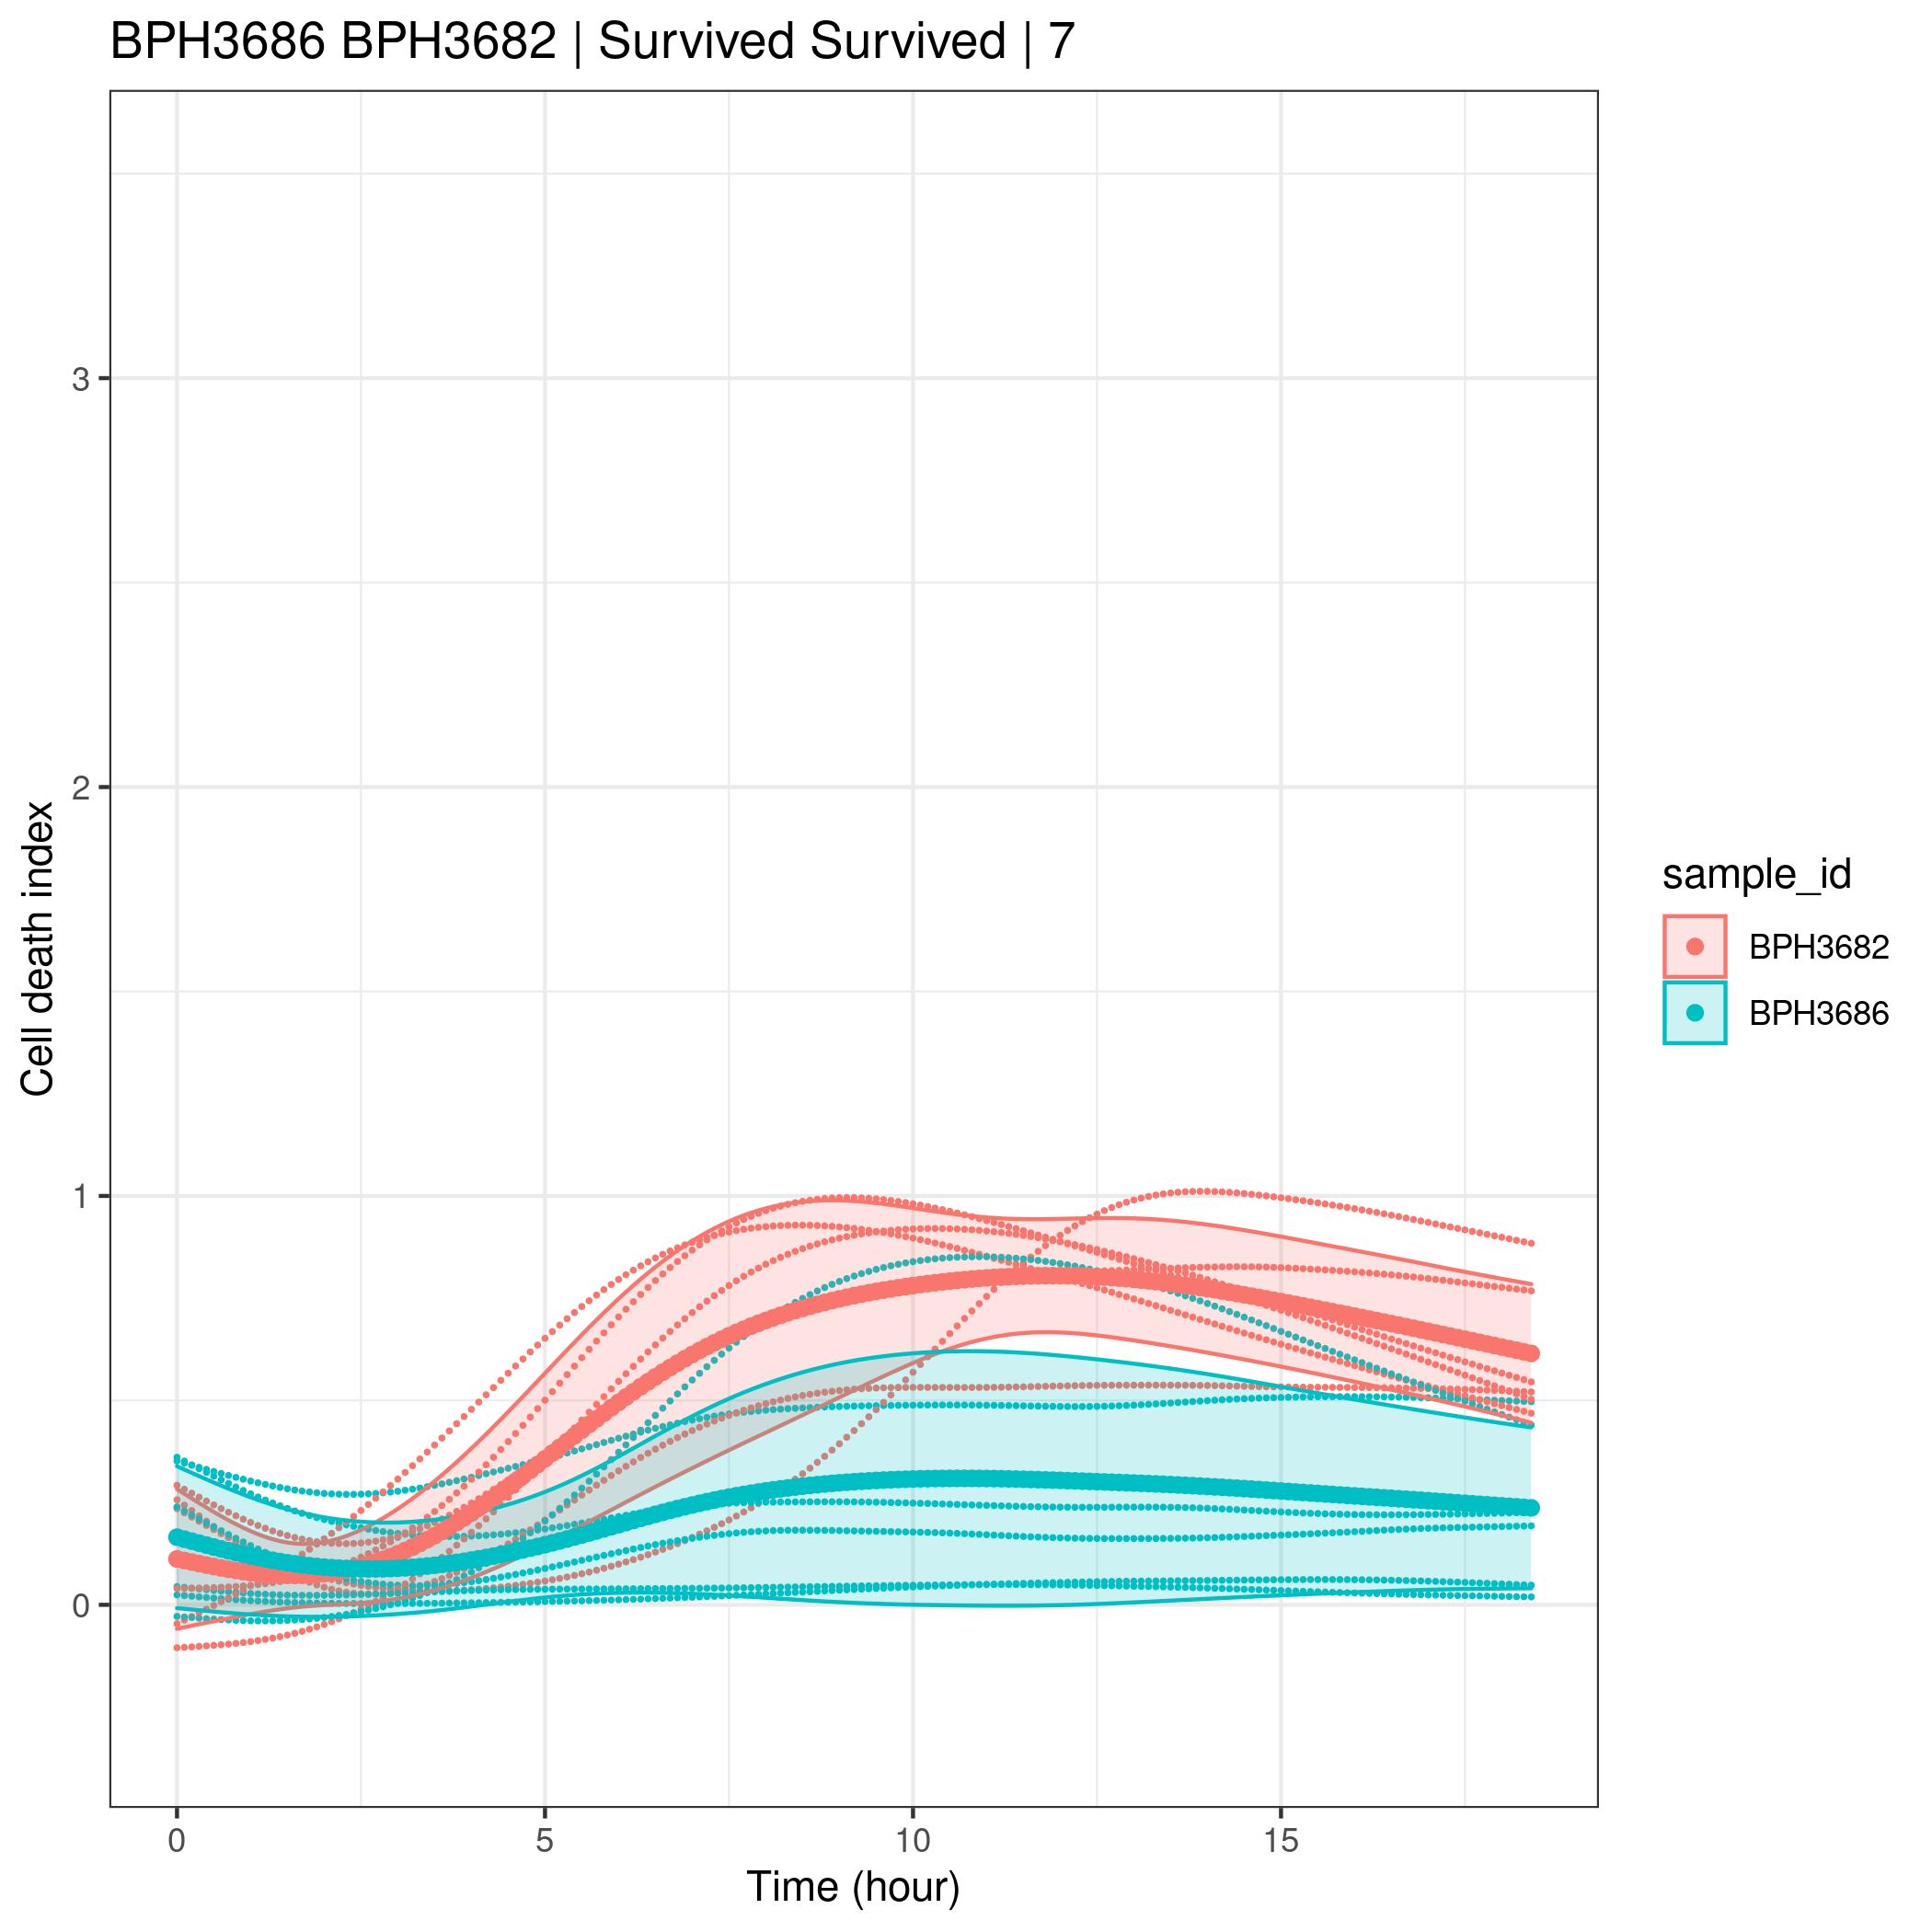 BPH3686 BPH3682 | Survived Survived | 7
3
2
1
0
Cell death index
0 5 10 15
Time (hour)
sample_id
BPH3682
BPH3686